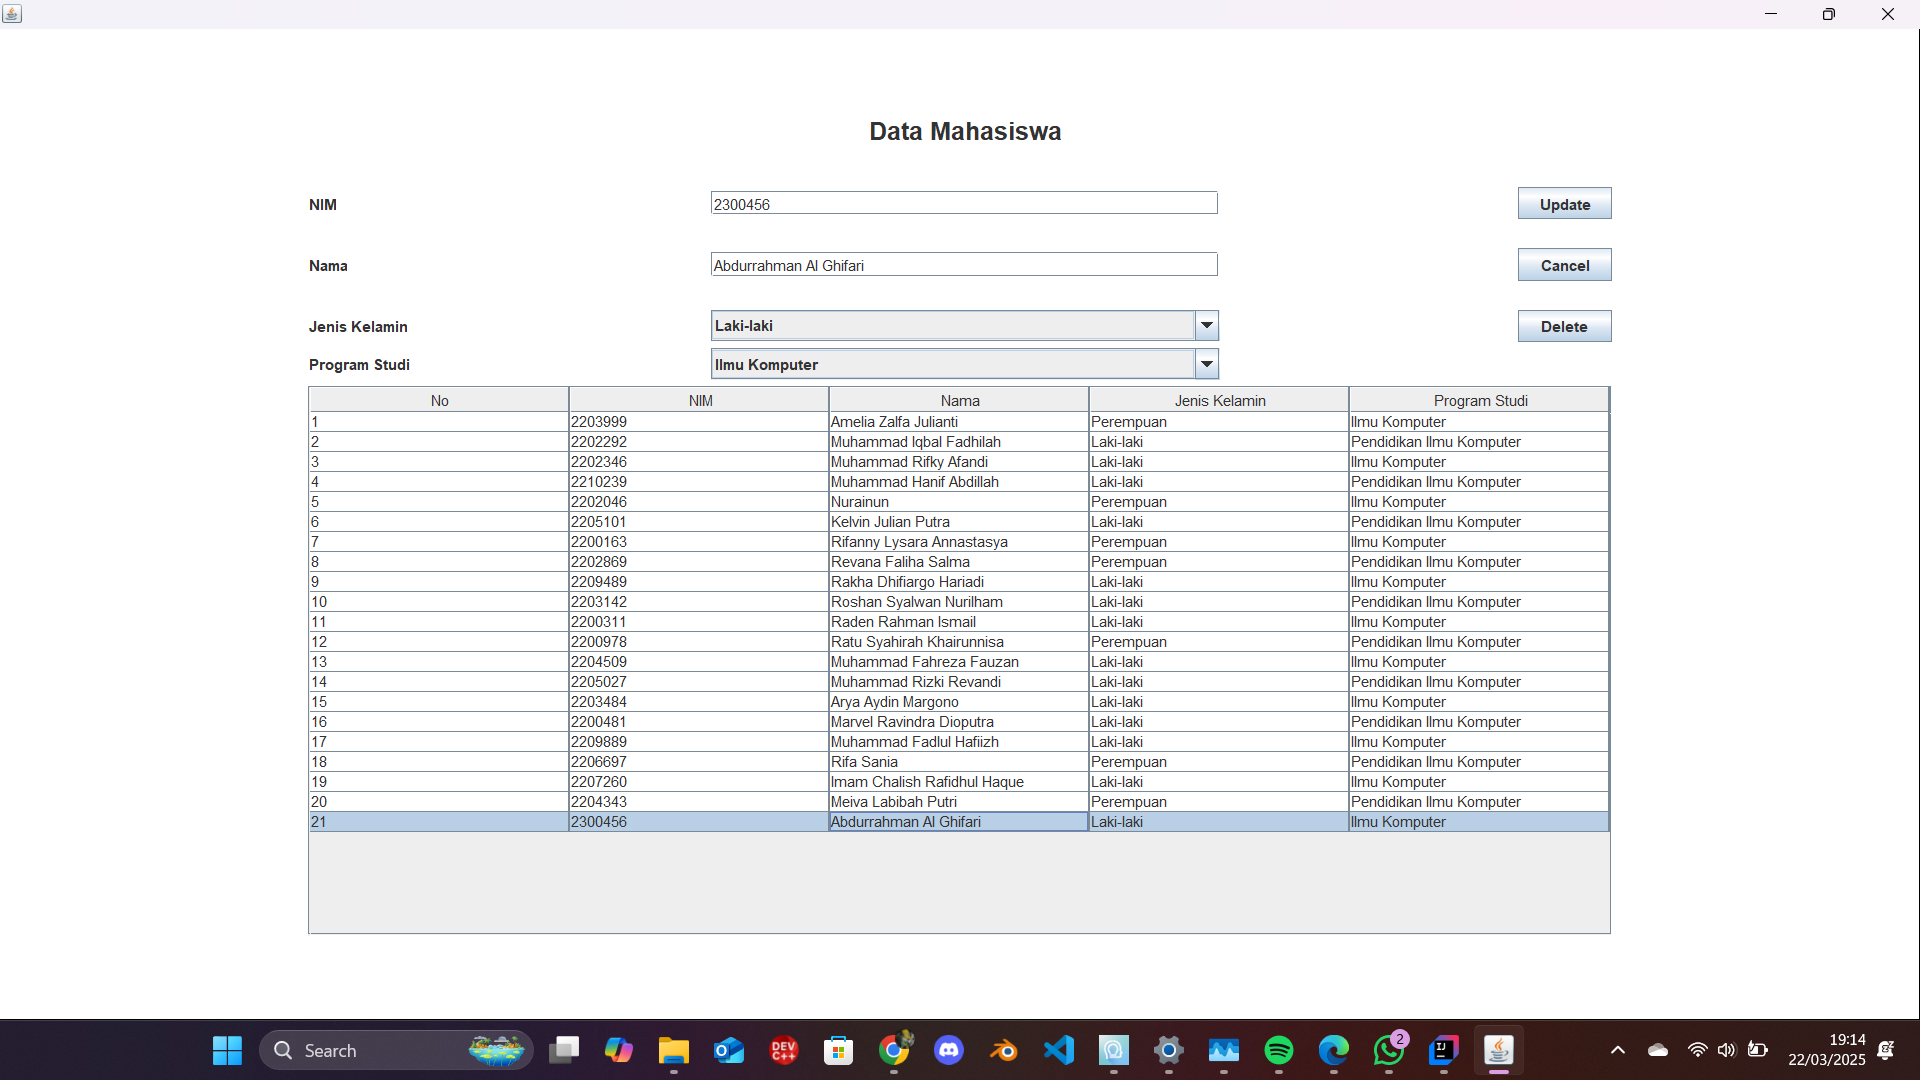 Data Mahasiswa
NIM 2300456 Update
Nama Abdurrahman Al Ghifari Cancel
Jenis Kelamin Laki-laki Delete
Program Studi Ilmu Komputer
No NIM Nama Jenis Kelamin Program Studi
1 2203999 Amelia Zalfa Julianti Perempuan Ilmu Komputer
2 2202292 Muhammad Iqbal Fadhilah Laki-laki Pendidikan Ilmu Komputer
3 2202346 Muhammad Rifky Afandi Laki-laki Ilmu Komputer
4 2210239 Muhammad Hanif Abdillah Laki-laki Pendidikan Ilmu Komputer
5 2202046 Nurainun Perempuan Ilmu Komputer
6 2205101 Kelvin Julian Putra Laki-laki Pendidikan Ilmu Komputer
7 2200163 Rifanny Lysara Annastasya Perempuan Ilmu Komputer
8 2202869 Revana Faliha Salma Perempuan Pendidikan Ilmu Komputer
9 2209489 Rakha Dhifiargo Hariadi Laki-laki Ilmu Komputer
10 2203142 Roshan Syalwan Nurilham Laki-laki Pendidikan Ilmu Komputer
11 2200311 Raden Rahman Ismail Laki-laki Ilmu Komputer
12 2200978 Ratu Syahirah Khairunnisa Perempuan Pendidikan Ilmu Komputer
13 2204509 Muhammad Fahreza Fauzan Laki-laki Ilmu Komputer
14 2205027 Muhammad Rizki Revandi Laki-laki Pendidikan Ilmu Komputer
15 2203484 Arya Aydin Margono Laki-laki Ilmu Komputer
16 2200481 Marvel Ravindra Dioputra Laki-laki Pendidikan Ilmu Komputer
17 2209889 Muhammad Fadlul Hafiizh Laki-laki Ilmu Komputer
18 2206697 Rifa Sania Perempuan Pendidikan Ilmu Komputer
19 2207260 Imam Chalish Rafidhul Haque Laki-laki Ilmu Komputer
20 2204343 Meiva Labibah Putri Perempuan Pendidikan Ilmu Komputer
21 2300456 Abdurrahman Al Ghifari Laki-laki Ilmu Komputer
Search DEV C++ 2 IJ 19:14
22/03/2025